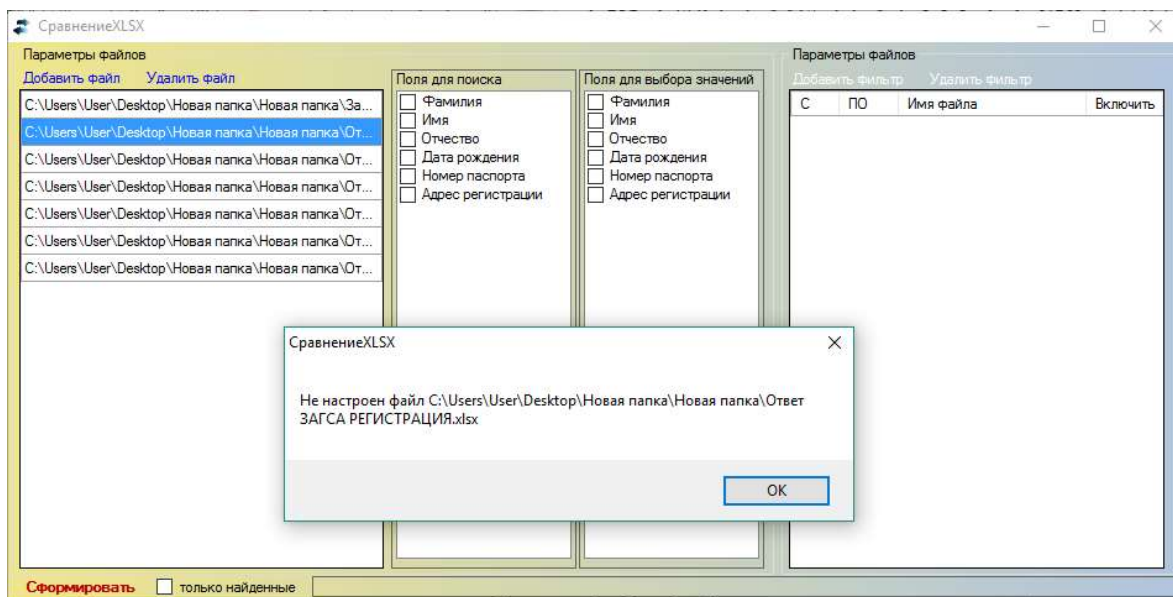 СравнениеXLSX
Параметры файлов
Добавить файл Удалить файл
C:\Users\User\Desktop\Новая папка\Новая папка\За...
C:\Users\User\Desktop\Новая папка\Новая папка\От...
C:\Users\User\Desktop\Новая папка\Новая папка\От...
C:\Users\User\Desktop\Новая папка\Новая папка\От...
C:\Users\User\Desktop\Новая папка\Новая папка\От...
C:\Users\User\Desktop\Новая папка\Новая папка\От...
C:\Users\User\Desktop\Новая папка\Новая папка\От...
Поля для поиска
Фамилия
Имя
Отчество
Дата рождения
Номер паспорта
Адрес регистрации
Поля для выбора значений
Фамилия
Имя
Отчество
Дата рождения
Номер паспорта
Адрес регистрации
Параметры файлов
Добавить фильтр Удалить фильтр
С ПО Имя файла Включить
СравнениеXLSX
Не настроен файл C:\Users\User\Desktop\Новая папка\Новая папка\Ответ
ЗАГСА РЕГИСТРАЦИЯ.xlsx
OK
Сформировать только найденные